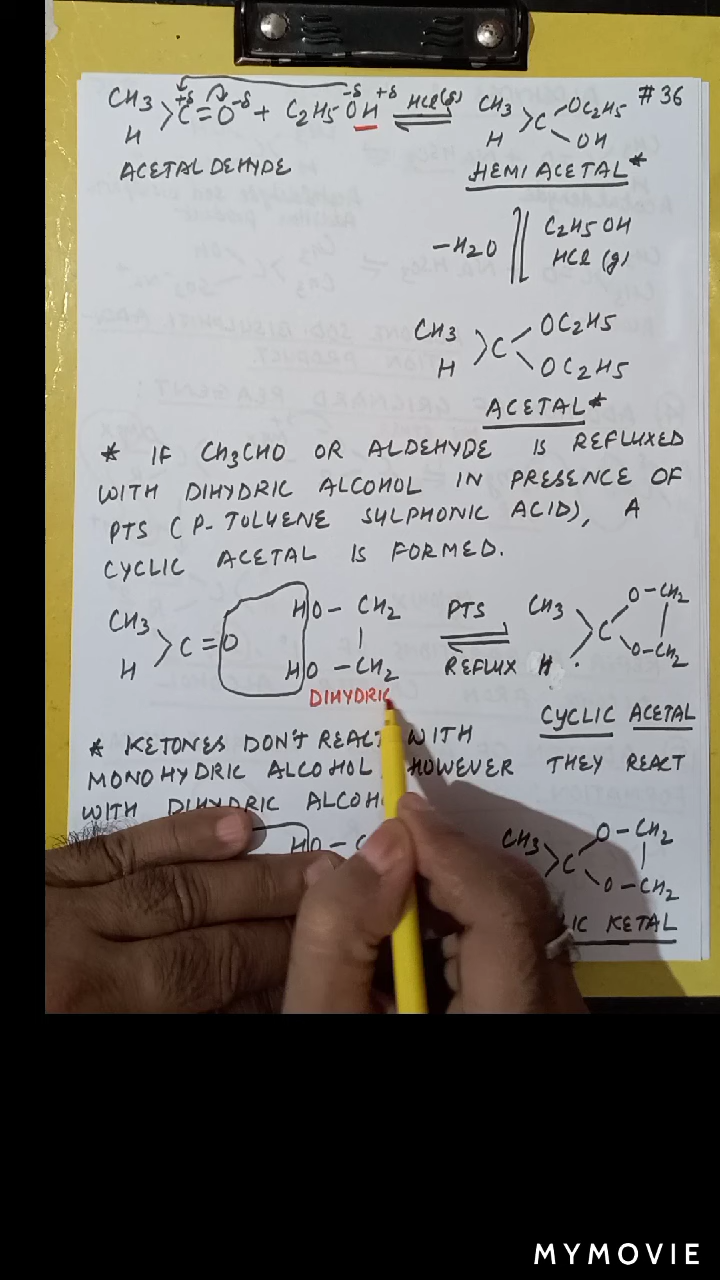 # 36
CH3 H >C=O + C2H5OH HCl(g) ⇌ CH3 H >C OC2H5 OH
+δ -δ -δ +δ
ACETALDEHYDE HEMI ACETAL*
-H2O C2H5OH
HCl (g)
CH3 H >C OC2H5 OC2H5
ACETAL*
* IF CH3CHO OR ALDEHYDE IS REFLUXED
WITH DIHYDRIC ALCOHOL IN PRESENCE OF
PTS (P-TOLUENE SULPHONIC ACID), A
CYCLIC ACETAL IS FORMED.
CH3 H >C=O HO-CH2 HO-CH2 PTS ⇌ REFLUX CH3 H >C O-CH2 O-CH2
DIHYDRIC
CYCLIC ACETAL
* KETONES DON'T REACT WITH
MONOHYDRIC ALCOHOL. HOWEVER THEY REACT
WITH DIHYDRIC
HO- CH3 >C O-CH2 O-CH2
KETAL
MYMOVIE